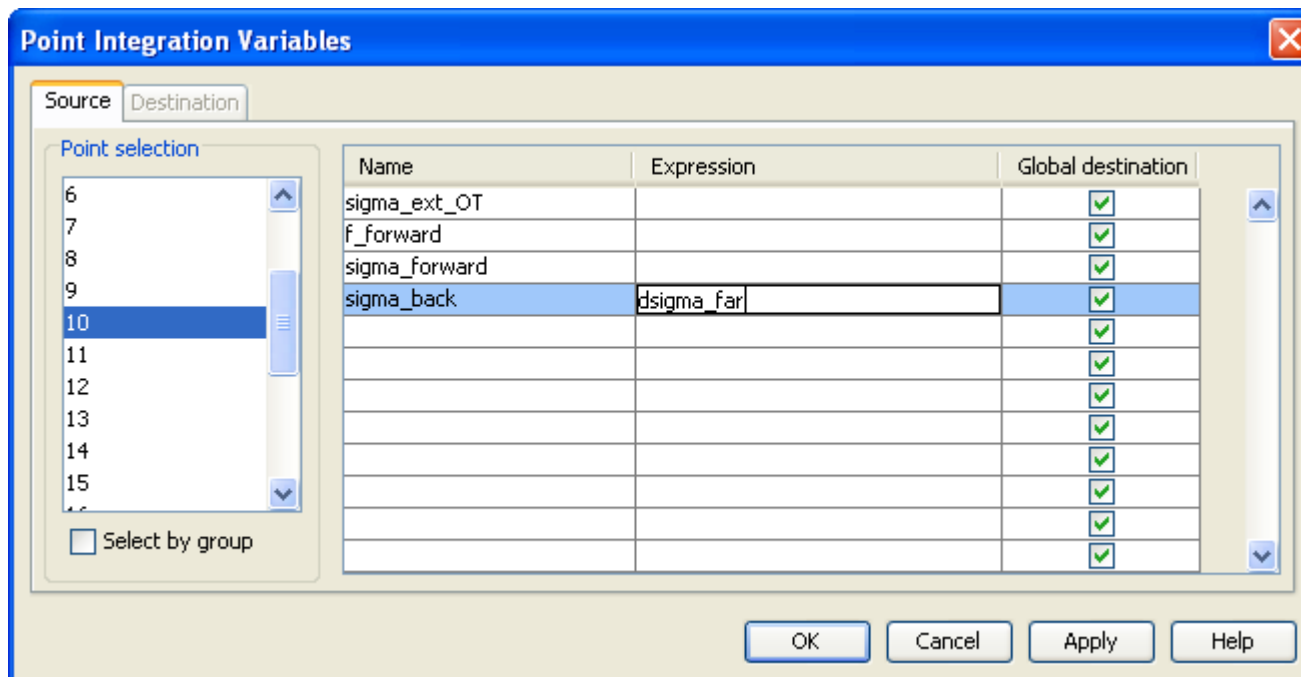 Point Integration Variables
Source Destination
Point selection
6
7
8
9
10
11
12
13
14
15
Select by group
Name Expression Global destination
sigma_ext_OT
f_forward
sigma_forward
sigma_back dsigma_far
OK Cancel Apply Help